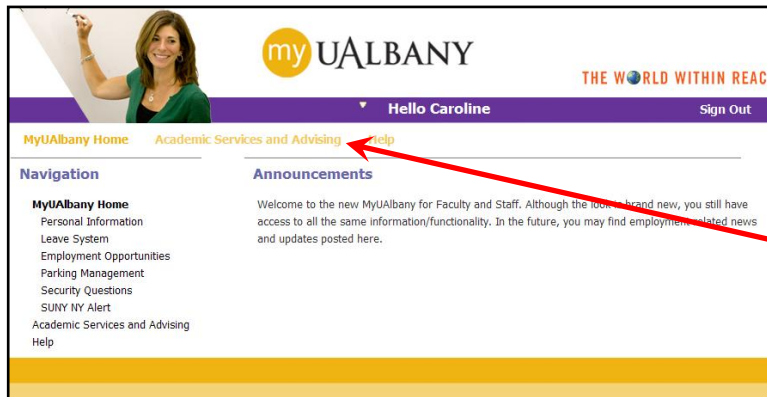 my UALBANY
THE WORLD WITHIN REAC
Hello Caroline
Sign Out
MyUAlbany Home Academic Services and Advising Help
Navigation
MyUAlbany Home
Personal Information
Leave System
Employment Opportunities
Parking Management
Security Questions
SUNY NY Alert
Academic Services and Advising
Help
Announcements
Welcome to the new MyUAlbany for Faculty and Staff. Although the look is brand new, you still have
access to all the same information/functionality. In the future, you may find employment-related news
and updates posted here.